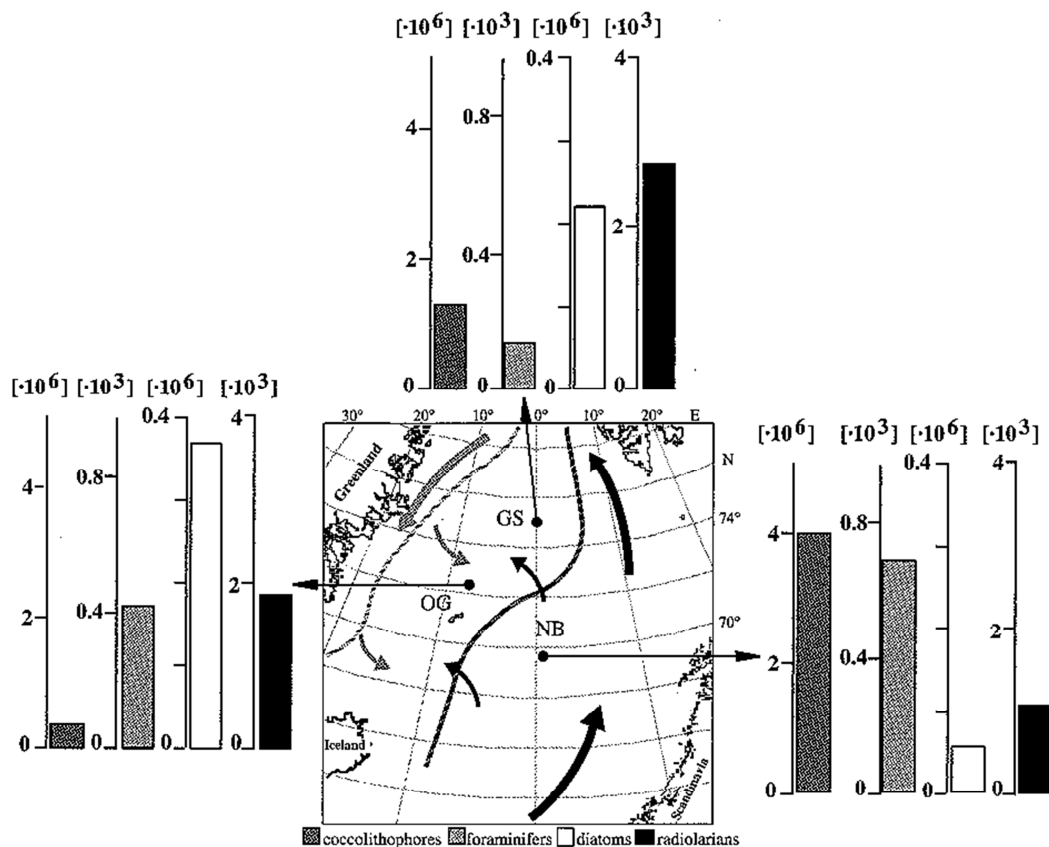 [·10⁶] [·10³] [·10⁶] [·10³]
0.4 4
4 0.8
2 0.4 2
0 0 0 0
[·10⁶] [·10³] [·10⁶] [·10³]
0.4 4
4 0.8
2 0.4 2
0 0 0 0
30° 20° 10° 0° 10° 20° E
Greenland
N
GS
74°
OG
NB
70°
Iceland
Scandinavia
[·10⁶] [·10³] [·10⁶] [·10³]
0.4 4
4 0.8
2 0.4 2
0 0 0 0
coccolithophores foraminifers diatoms radiolarians